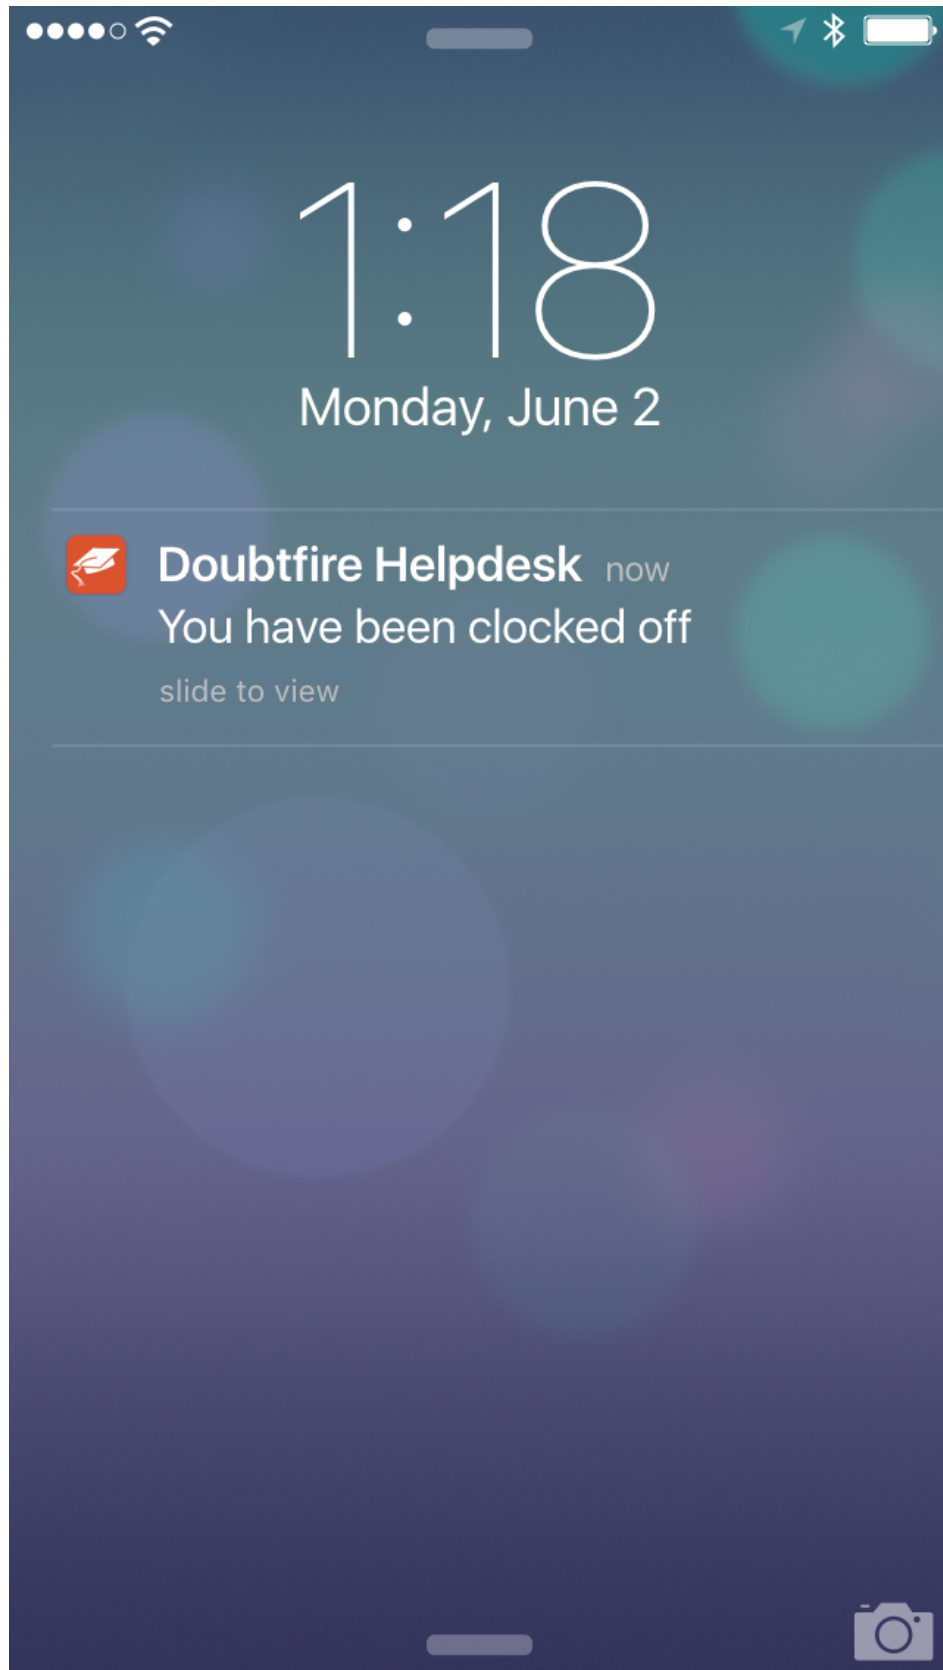 1:18
Monday, June 2
Doubtfire Helpdesk now
You have been clocked off
slide to view